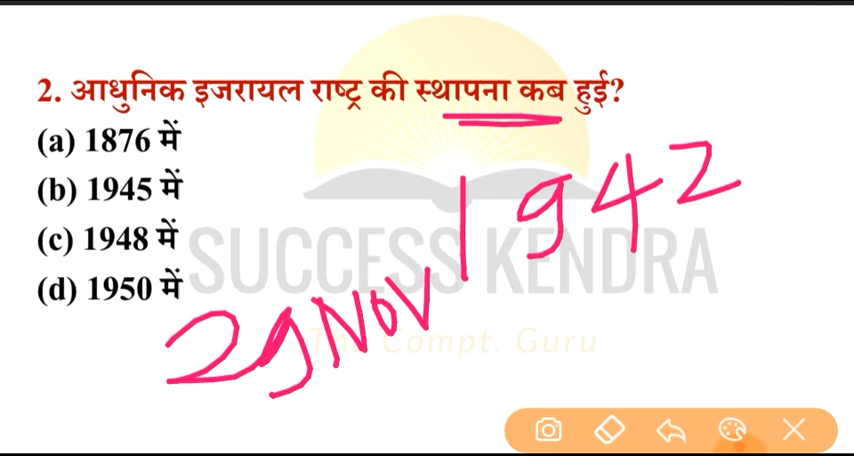 2. आधुनिक इजरायल राष्ट्र की स्थापना कब हुई?
(a) 1876 में
(b) 1945 में
(c) 1948 में
(d) 1950 में
1942
29 Nov
SUCCESS KENDRA
The Compt. Guru